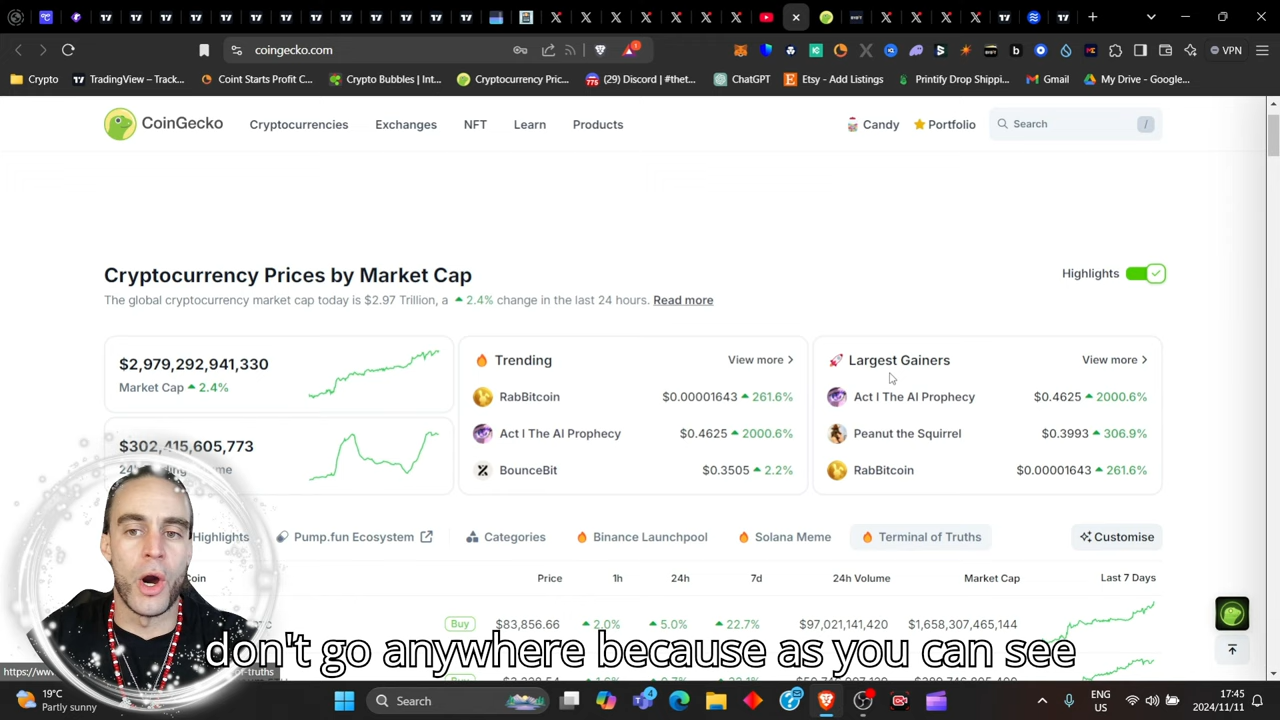 coingecko.com
1
VPN
Crypto
TradingView – Track...
Coint Starts Profit C...
Crypto Bubbles | Int...
Cryptocurrency Pric...
(29) Discord | #thet...
ChatGPT
Etsy - Add Listings
Printify Drop Shippi...
Gmail
My Drive - Google...
CoinGecko
Cryptocurrencies
Exchanges
NFT
Learn
Products
Candy
Portfolio
Search
/
Cryptocurrency Prices by Market Cap
Highlights
The global cryptocurrency market cap today is $2.97 Trillion, a 2.4% change in the last 24 hours. Read more
$2,979,292,941,330
Market Cap 2.4%
$302,415,605,773
Trending
View more
RabBitcoin
$0.00001643 261.6%
Act I The AI Prophecy
$0.4625 2000.6%
BounceBit
$0.3505 2.2%
Largest Gainers
View more
Act I The AI Prophecy
$0.4625 2000.6%
Peanut the Squirrel
$0.3993 306.9%
RabBitcoin
$0.00001643 261.6%
Highlights
Pump.fun Ecosystem
Categories
Binance Launchpool
Solana Meme
Terminal of Truths
Customise
Coin
Price
1h
24h
7d
24h Volume
Market Cap
Last 7 Days
Buy
$83,856.66
2.0%
5.0%
22.7%
$97,021,141,420
$1,658,307,465,144
don't go anywhere because as you can see
19°C
Partly sunny
Search
ENG
US
17:45
2024/11/11